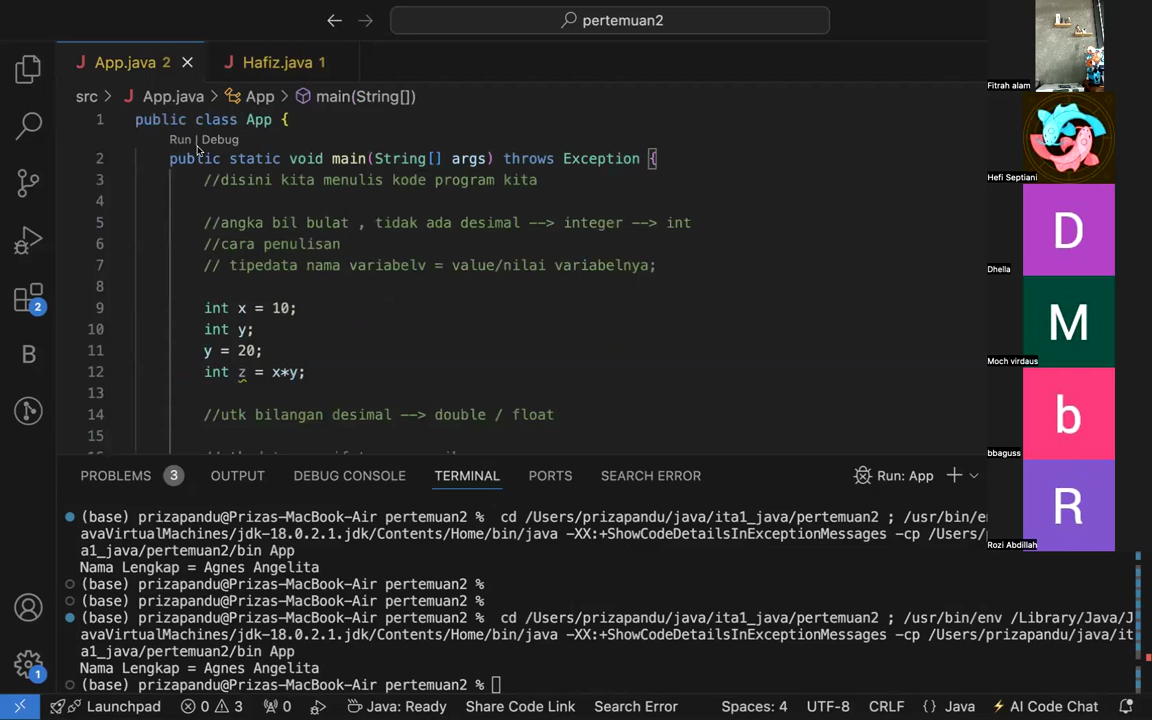 pertemuan2
App.java 2
Hafiz.java 1
src > App.java > App > main(String[])
1 public class App {
Run | Debug
2 public static void main(String[] args) throws Exception {
3 //disini kita menulis kode program kita
4
5 //angka bil bulat , tidak ada desimal --> integer --> int
6 //cara penulisan
7 // tipedata nama variabelv = value/nilai variabelnya;
8
9 int x = 10;
10 int y;
11 y = 20;
12 int z = x*y;
13
14 //utk bilangan desimal --> double / float
15
PROBLEMS 3 OUTPUT DEBUG CONSOLE TERMINAL PORTS SEARCH ERROR Run: App
(base) prizapandu@Prizas-MacBook-Air pertemuan2 % cd /Users/prizapandu/java/ita1_java/pertemuan2 ; /usr/bin/en
avaVirtualMachines/jdk-18.0.2.1.jdk/Contents/Home/bin/java -XX:+ShowCodeDetailsInExceptionMessages -cp /Users/
a1_java/pertemuan2/bin App
Nama Lengkap = Agnes Angelita
(base) prizapandu@Prizas-MacBook-Air pertemuan2 %
(base) prizapandu@Prizas-MacBook-Air pertemuan2 %
(base) prizapandu@Prizas-MacBook-Air pertemuan2 % cd /Users/prizapandu/java/ita1_java/pertemuan2 ; /usr/bin/env /Library/Java/J
avaVirtualMachines/jdk-18.0.2.1.jdk/Contents/Home/bin/java -XX:+ShowCodeDetailsInExceptionMessages -cp /Users/prizapandu/java/it
a1_java/pertemuan2/bin App
Nama Lengkap = Agnes Angelita
(base) prizapandu@Prizas-MacBook-Air pertemuan2 %
2
B
1
Launchpad 0 3 0 Java: Ready Share Code Link Search Error Spaces: 4 UTF-8 CRLF {} Java AI Code Chat
Fitrah alam
Hefi Septiani
D
Dhella
M
Moch virdaus
b
bbaguss
R
Rozi Abdillah